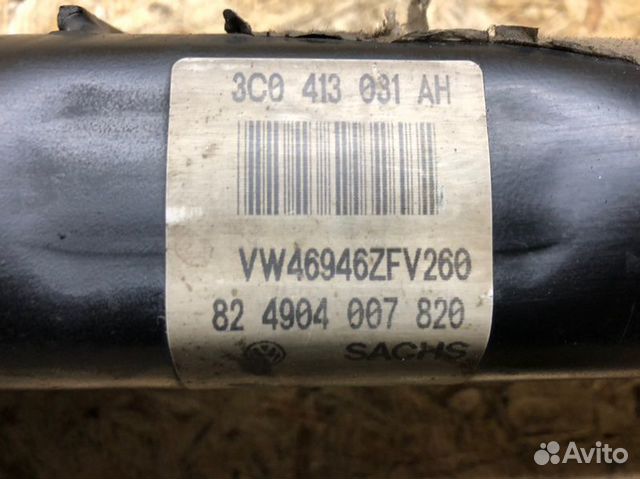 3C0 413 031 AH
VW46946ZFV260
82 4904 007 820
SACHS
Avito